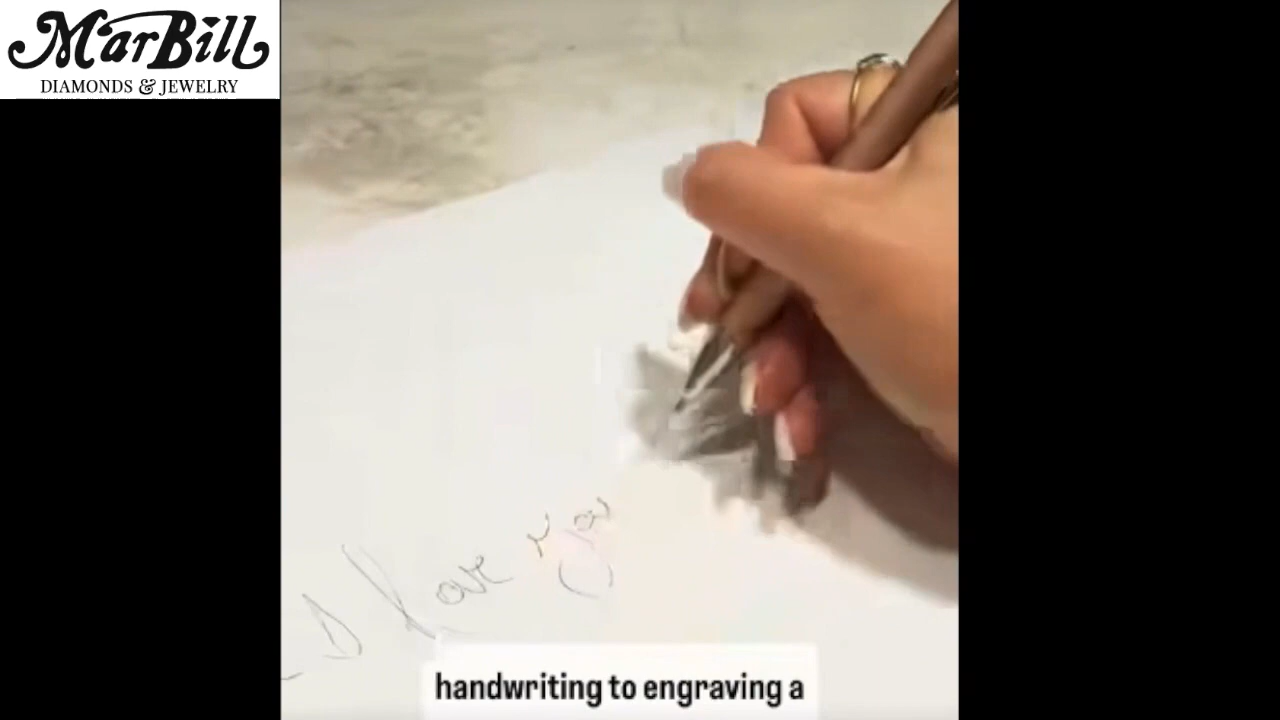 MarBill
DIAMONDS & JEWELRY
I love you
handwriting to engraving a